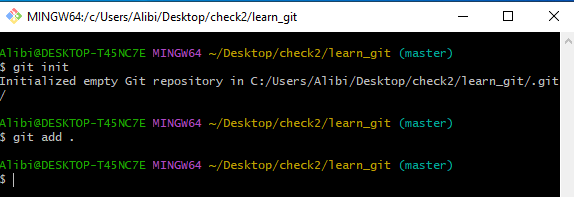 MINGW64:/c/Users/Alibi/Desktop/check2/learn_git
Alibi@DESKTOP-T45NC7E MINGW64 ~/Desktop/check2/learn_git (master)
$ git init
Initialized empty Git repository in C:/Users/Alibi/Desktop/check2/learn_git/.git
/
Alibi@DESKTOP-T45NC7E MINGW64 ~/Desktop/check2/learn_git (master)
$ git add .
Alibi@DESKTOP-T45NC7E MINGW64 ~/Desktop/check2/learn_git (master)
$